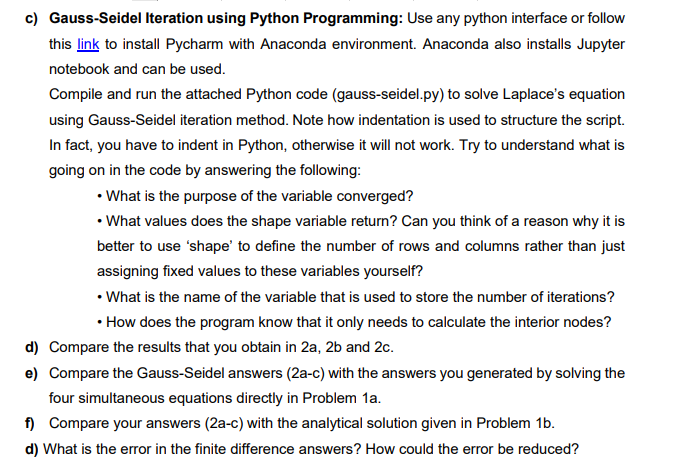 c) Gauss-Seidel Iteration using Python Programming: Use any python interface or follow
this link to install Pycharm with Anaconda environment. Anaconda also installs Jupyter
notebook and can be used.
Compile and run the attached Python code (gauss-seidel.py) to solve Laplace's equation
using Gauss-Seidel iteration method. Note how indentation is used to structure the script.
In fact, you have to indent in Python, otherwise it will not work. Try to understand what is
going on in the code by answering the following:
• What is the purpose of the variable converged?
• What values does the shape variable return? Can you think of a reason why it is
better to use 'shape' to define the number of rows and columns rather than just
assigning fixed values to these variables yourself?
• What is the name of the variable that is used to store the number of iterations?
• How does the program know that it only needs to calculate the interior nodes?
d) Compare the results that you obtain in 2a, 2b and 2c.
e) Compare the Gauss-Seidel answers (2a-c) with the answers you generated by solving the
four simultaneous equations directly in Problem 1a.
f) Compare your answers (2a-c) with the analytical solution given in Problem 1b.
d) What is the error in the finite difference answers? How could the error be reduced?